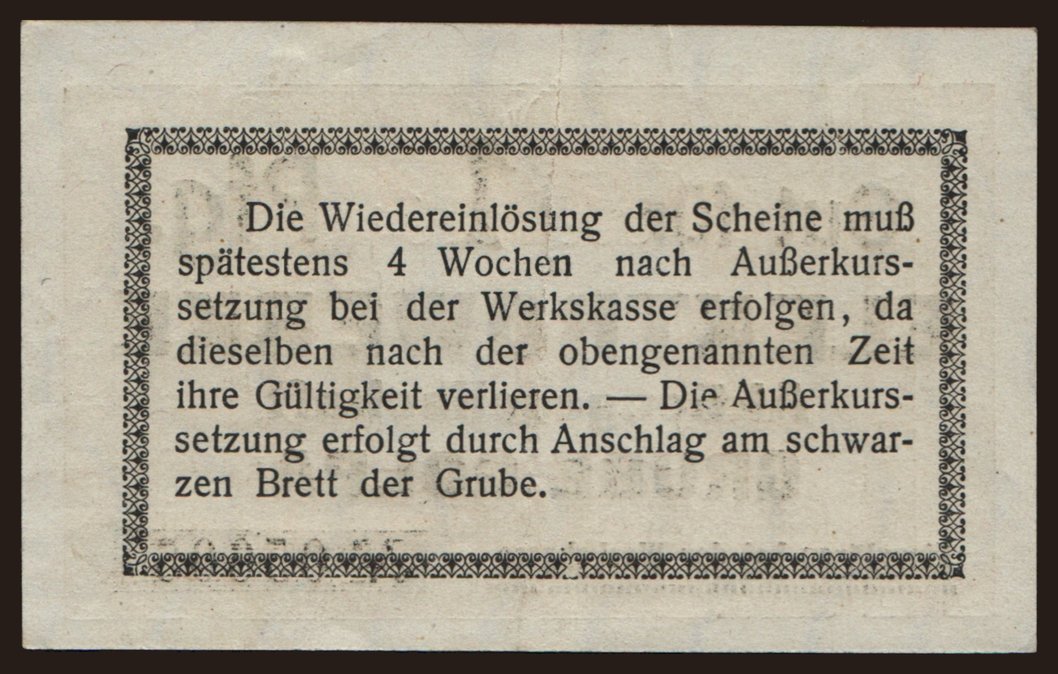 Die Wiedereinlösung der Scheine muß
spätestens 4 Wochen nach Außerkurs-
setzung bei der Werkskasse erfolgen, da
dieselben nach der obengenannten Zeit
ihre Gültigkeit verlieren. — Die Außerkurs-
setzung erfolgt durch Anschlag am schwar-
zen Brett der Grube.